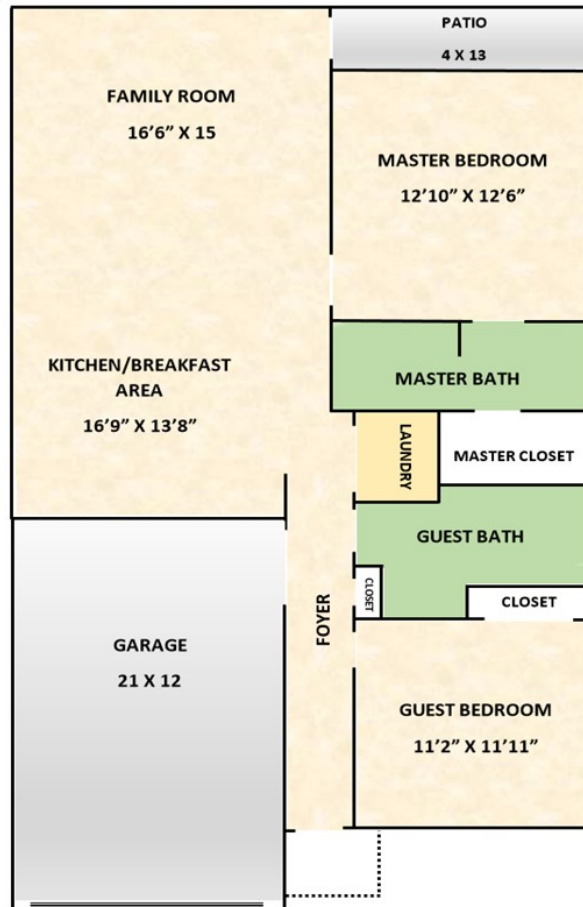 PATIO
4 X 13
FAMILY ROOM
16’6” X 15
MASTER BEDROOM
12’10” X 12’6”
KITCHEN/BREAKFAST
AREA
16’9” X 13’8”
MASTER BATH
LAUNDRY
MASTER CLOSET
GUEST BATH
CLOSET
CLOSET
FOYER
GARAGE
21 X 12
GUEST BEDROOM
11’2” X 11’11”